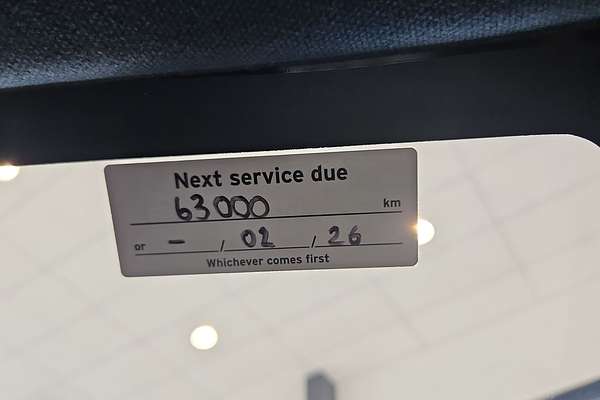 Next service due
63000 km
or - / 02 / 26
Whichever comes first